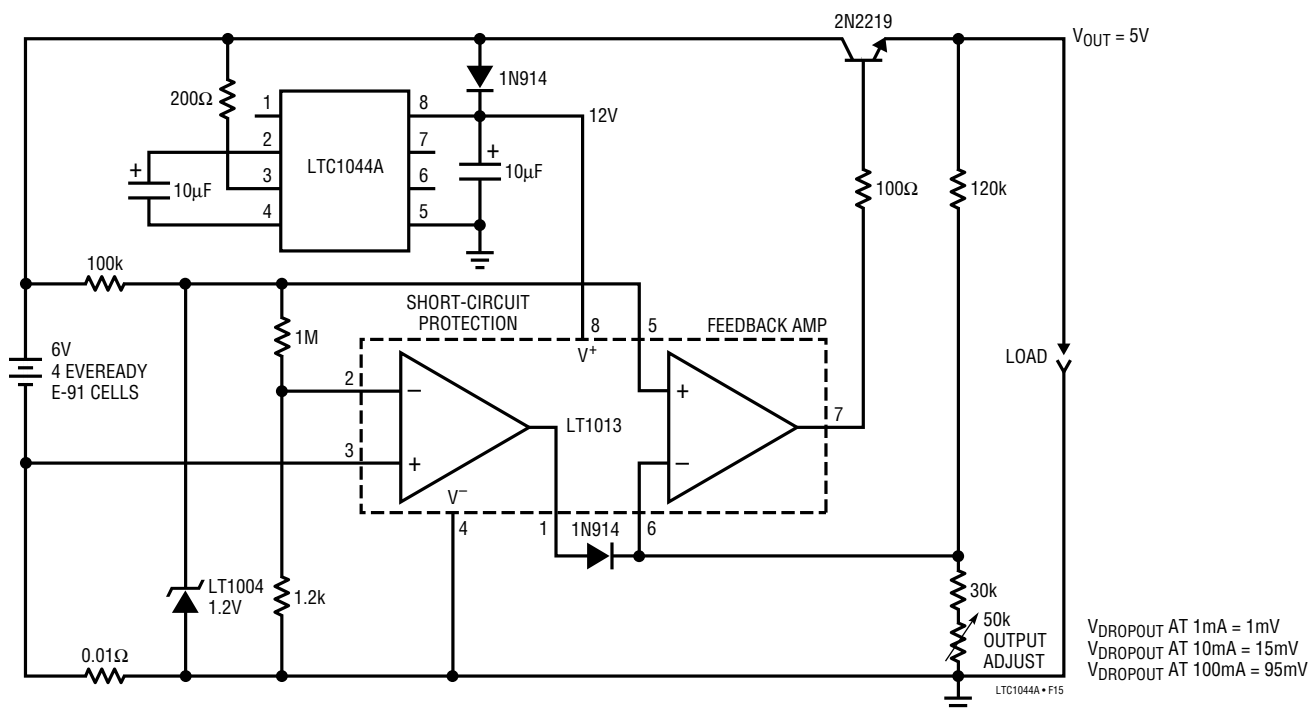 2N2219
V_OUT = 5V
200Ω
1N914
1
8
12V
2
7
LTC1044A
+
10μF
3
6
+
10μF
4
5
100Ω
120k
100k
SHORT-CIRCUIT
PROTECTION
8
5
FEEDBACK AMP
V+
1M
6V
4 EVEREADY
E-91 CELLS
LOAD
2
−
+
7
LT1013
3
+
−
V−
4
1
1N914
6
LT1004
1.2V
1.2k
30k
50k
OUTPUT
ADJUST
0.01Ω
V_DROPOUT AT 1mA = 1mV
V_DROPOUT AT 10mA = 15mV
V_DROPOUT AT 100mA = 95mV
LTC1044A • F15